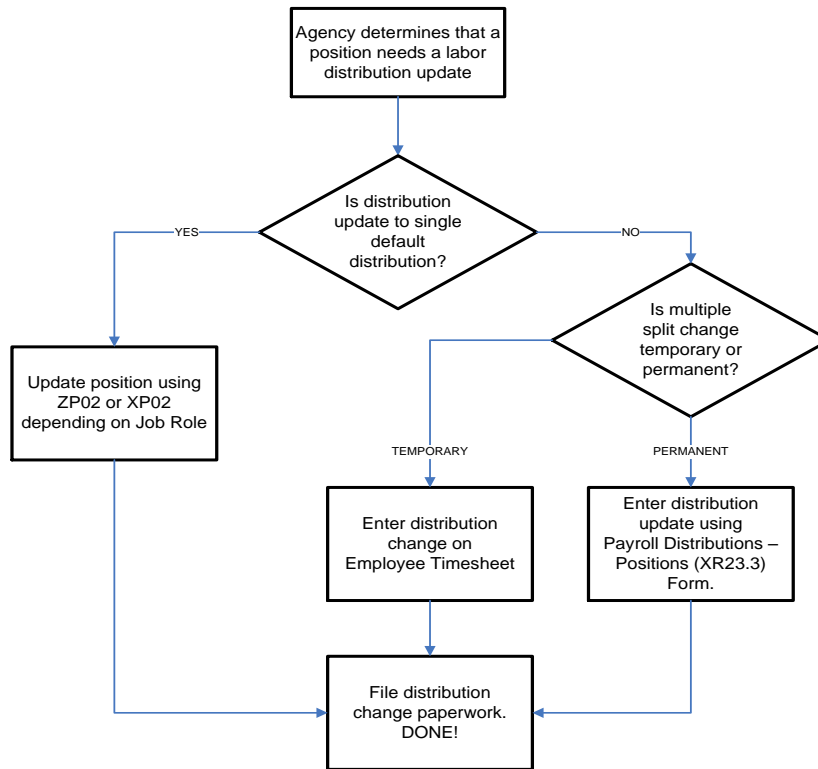 Agency determines that a
position needs a labor
distribution update
Is distribution
update to single
default
distribution?
YES
NO
Is multiple
split change
temporary or
permanent?
Update position using
ZP02 or XP02
depending on Job Role
TEMPORARY
PERMANENT
Enter distribution
change on
Employee Timesheet
Enter distribution
update using
Payroll Distributions –
Positions (XR23.3)
Form.
File distribution
change paperwork.
DONE!